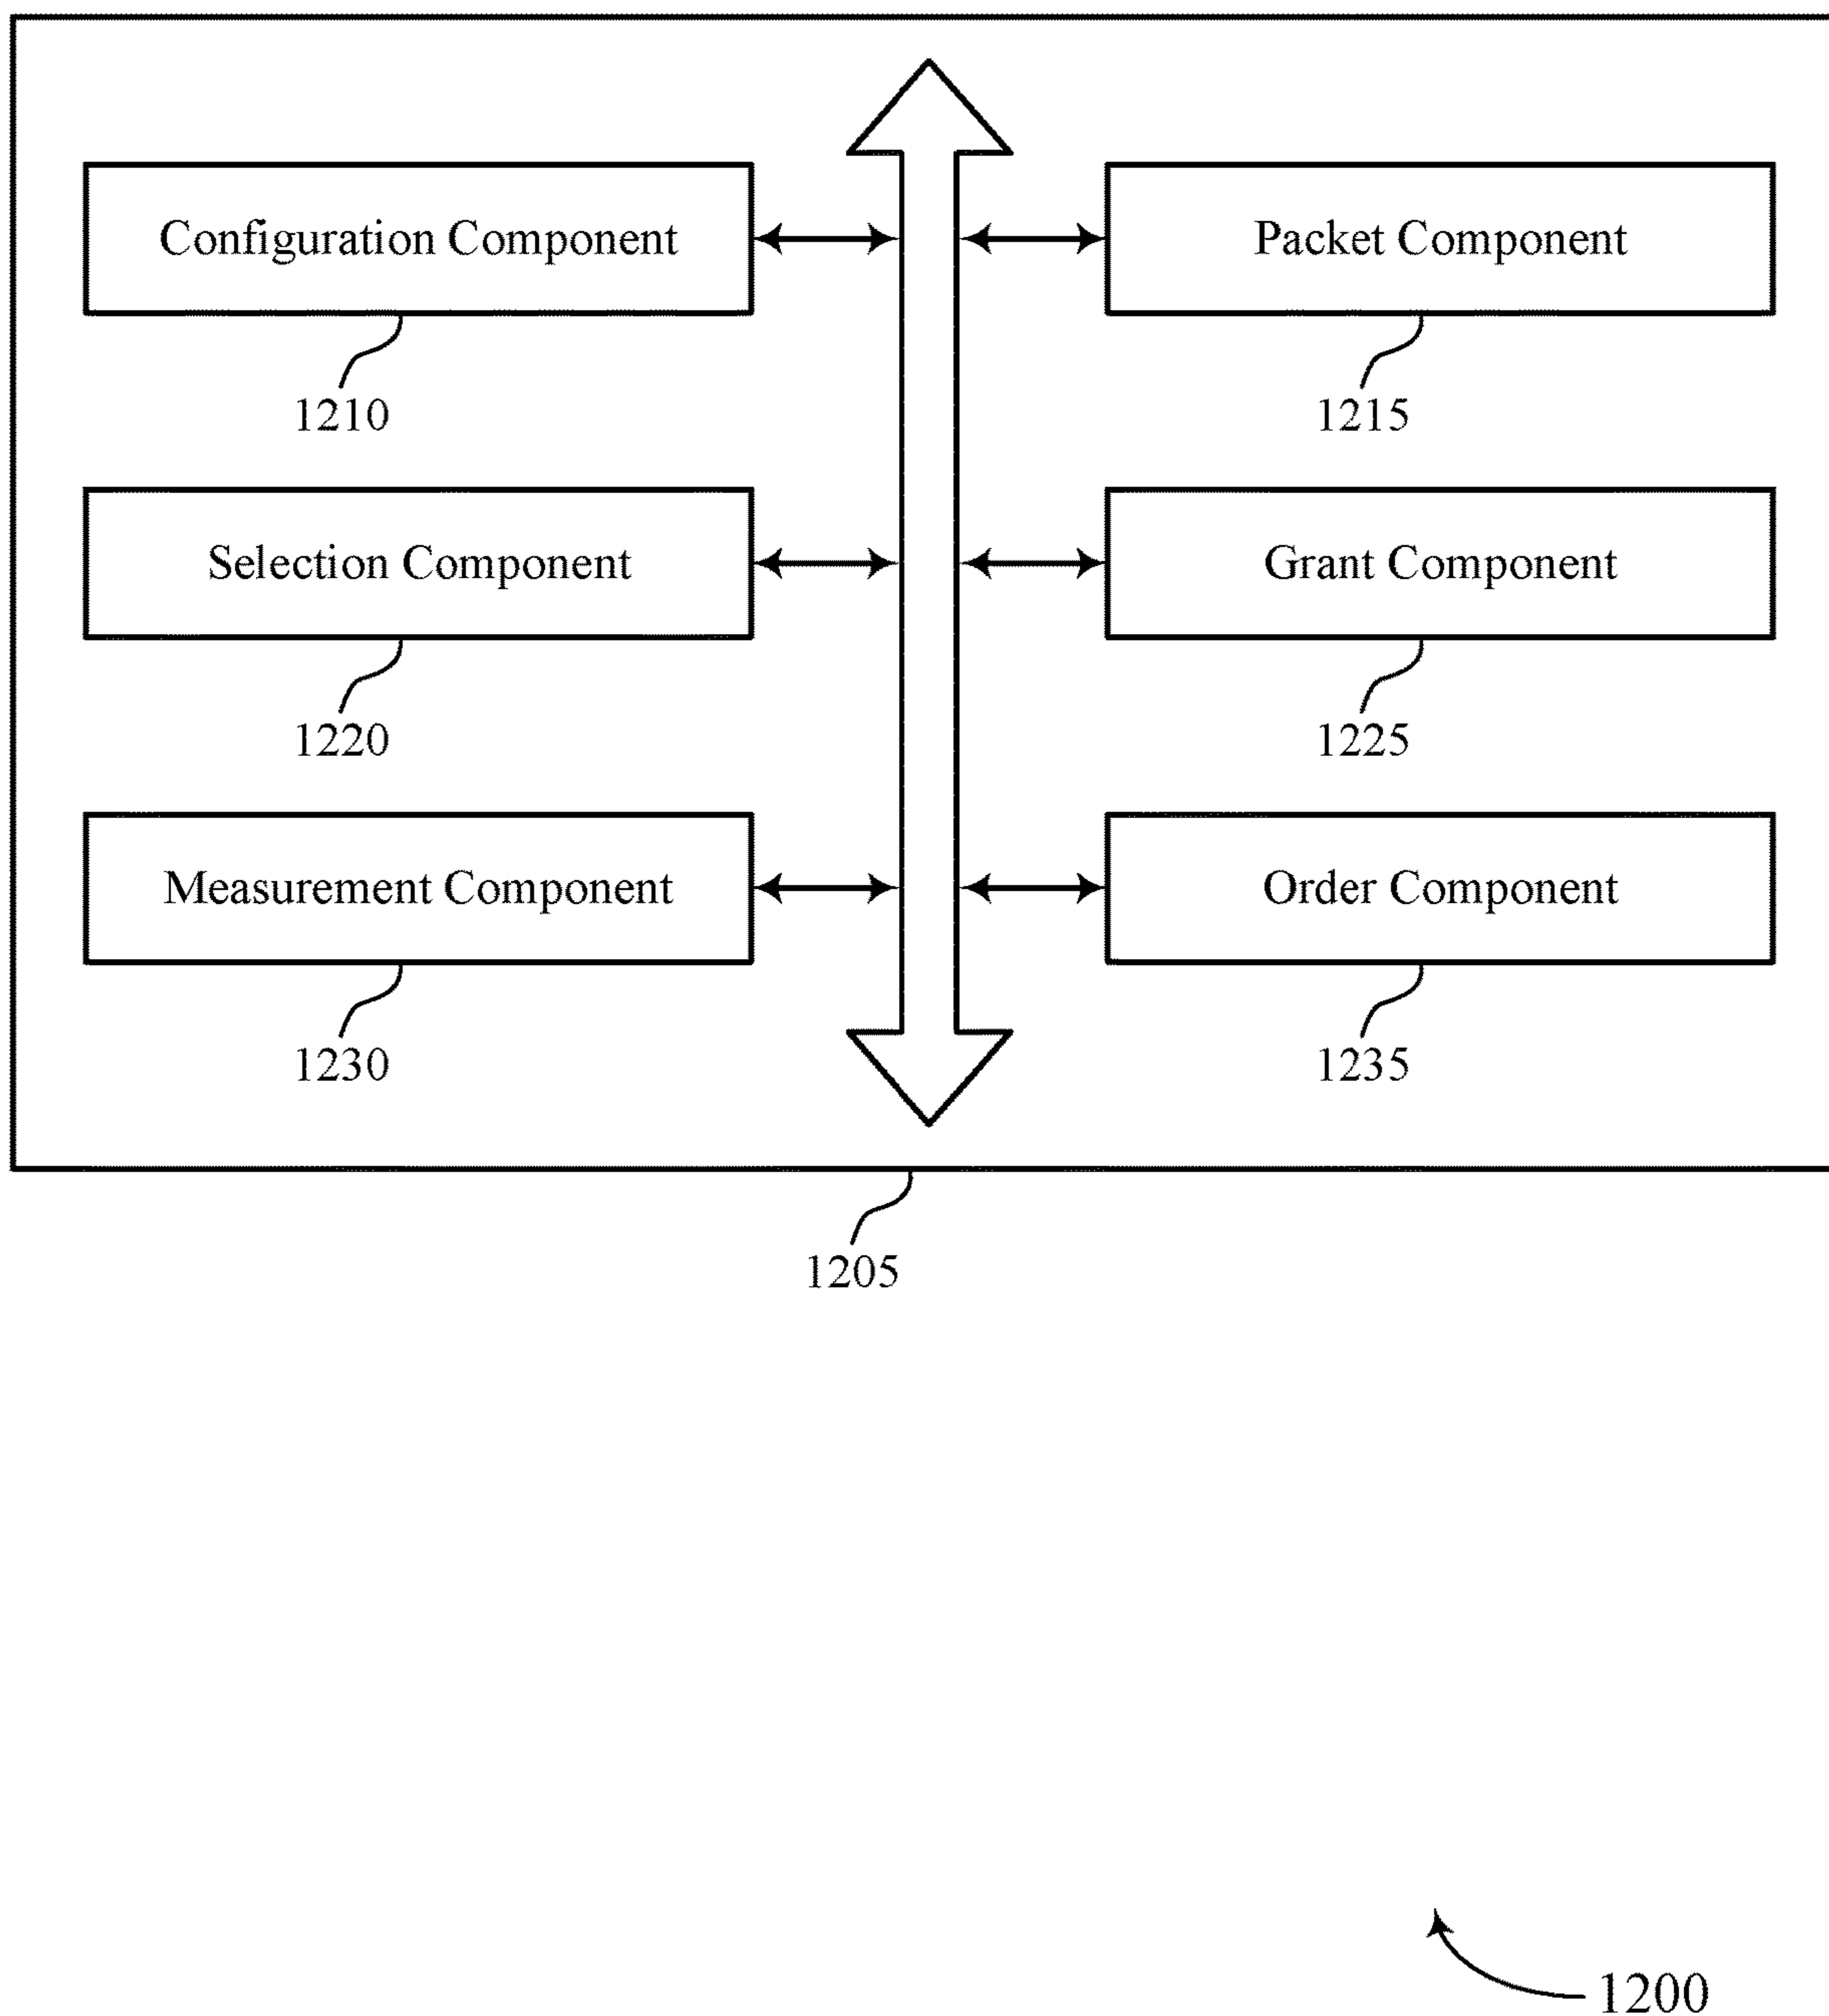 Configuration Component
Packet Component
1210
1215
Selection Component
Grant Component
1220
1225
Measurement Component
Order Component
1230
1235
1205
1200